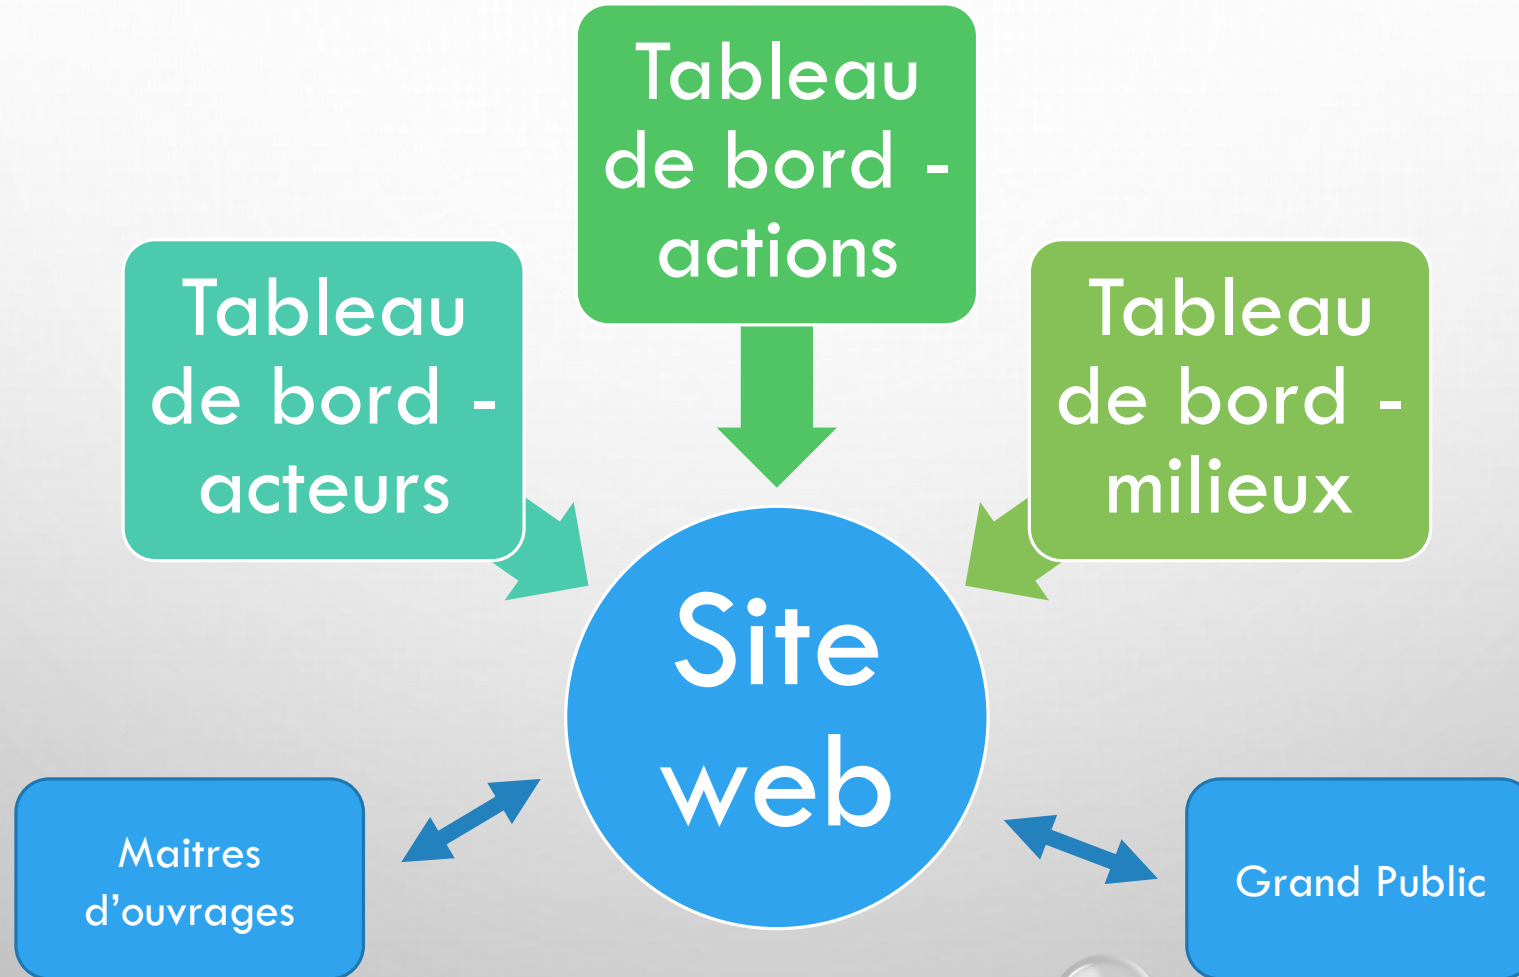 Tableau
de bord -
actions
Tableau
de bord -
acteurs
Tableau
de bord -
milieux
Site
web
Maitres
d’ouvrages
Grand Public